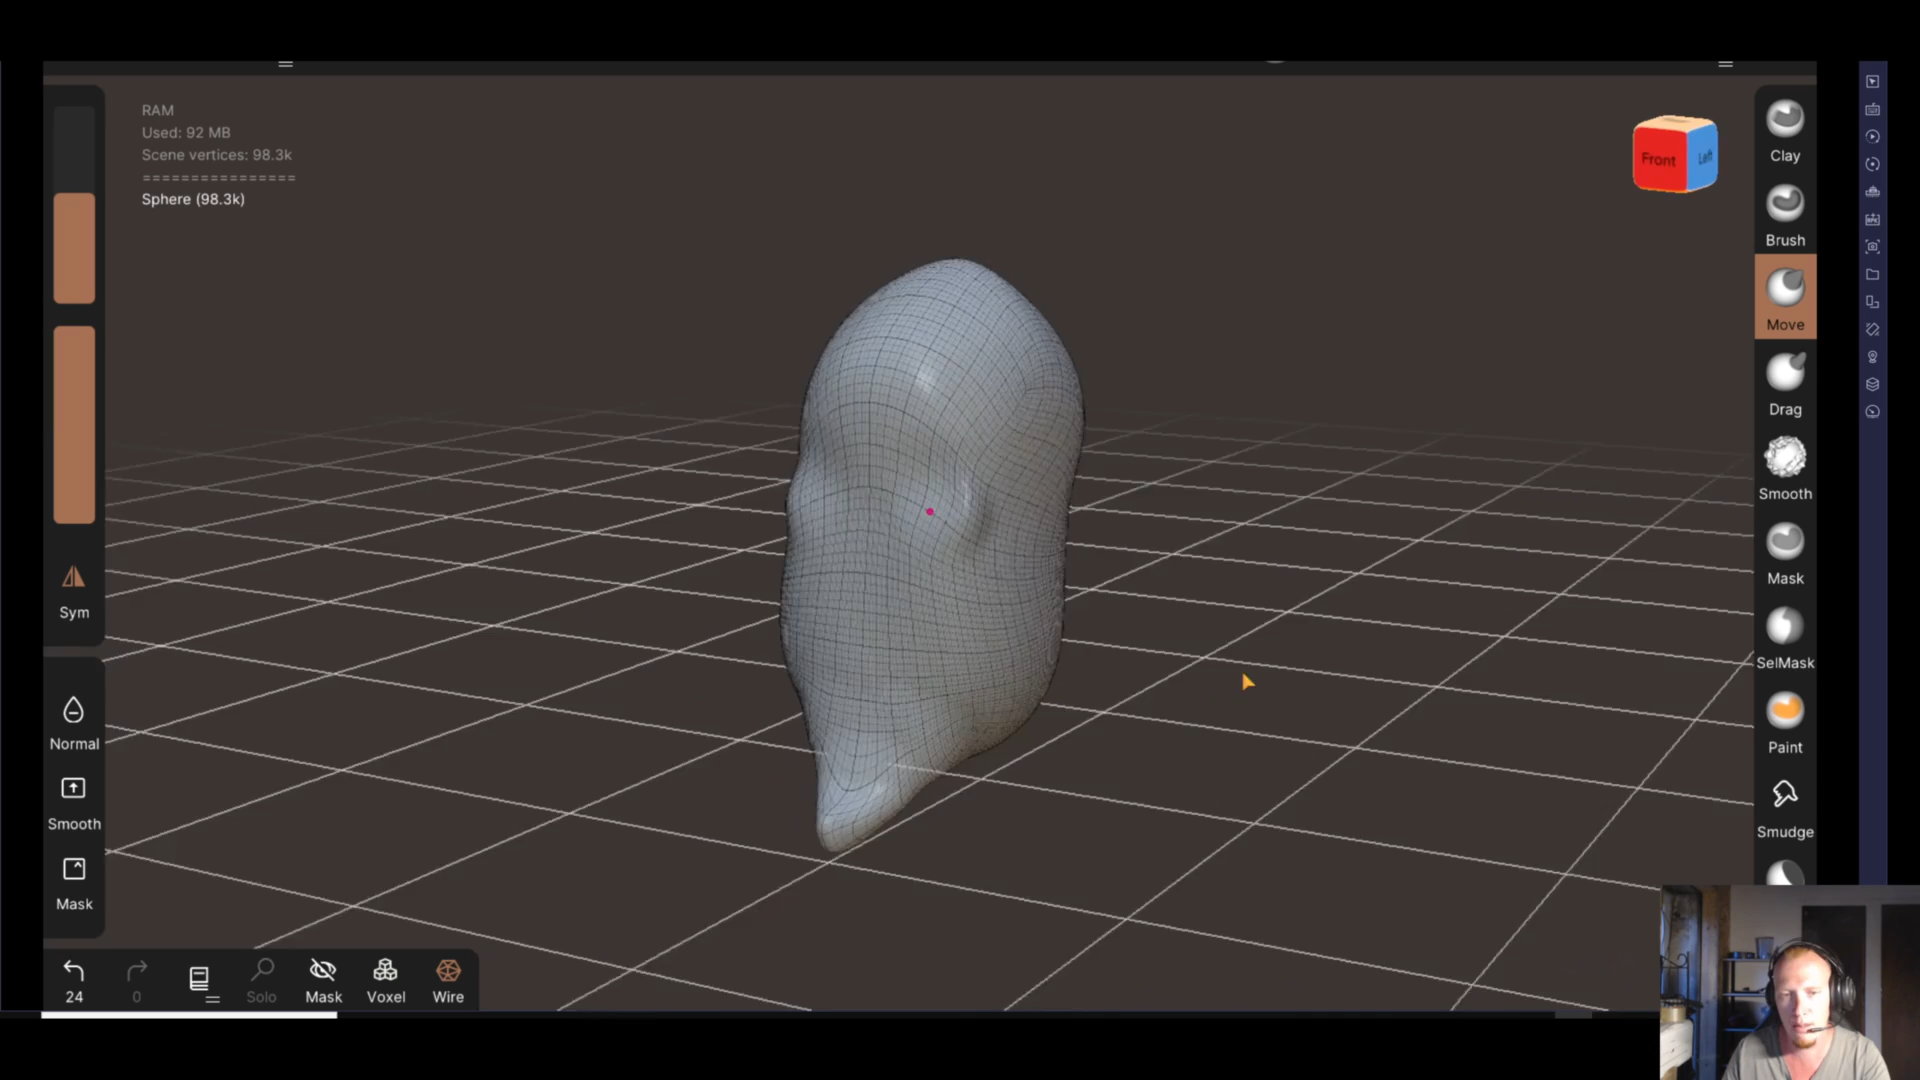 RAM
Used: 92 MB
Scene vertices: 98.3k
================
Sphere (98.3k)
Front
Left
Clay
Brush
Move
Drag
Smooth
Mask
SelMask
Paint
Smudge
Sym
Normal
Smooth
Mask
24
0
Solo
Mask
Voxel
Wire